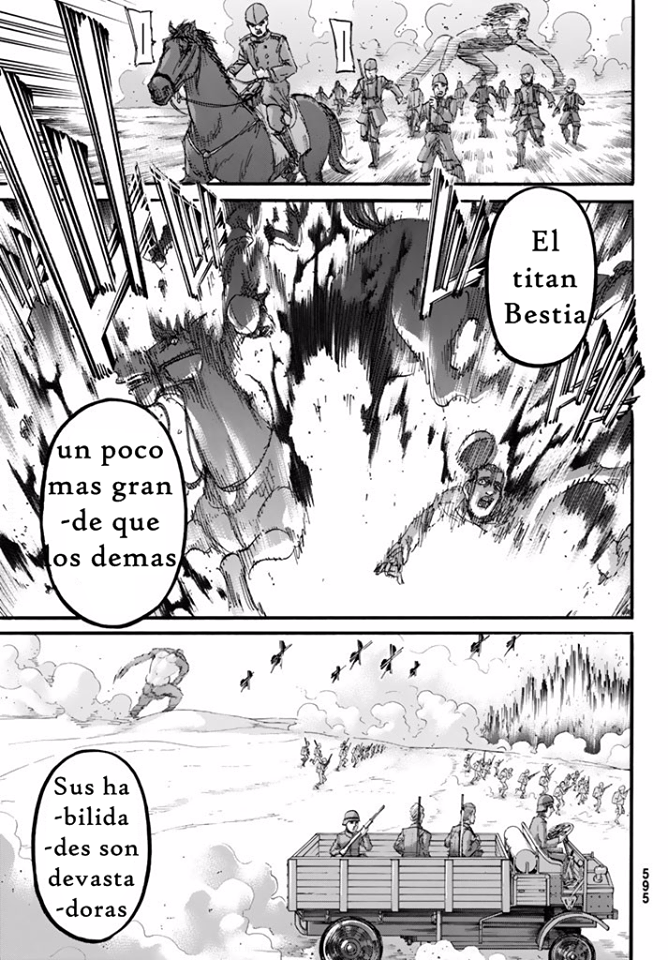 El
titan
Bestia
un poco
mas gran
-de que
los demas
Sus ha
-bilida
-des son
devasta
-doras
595